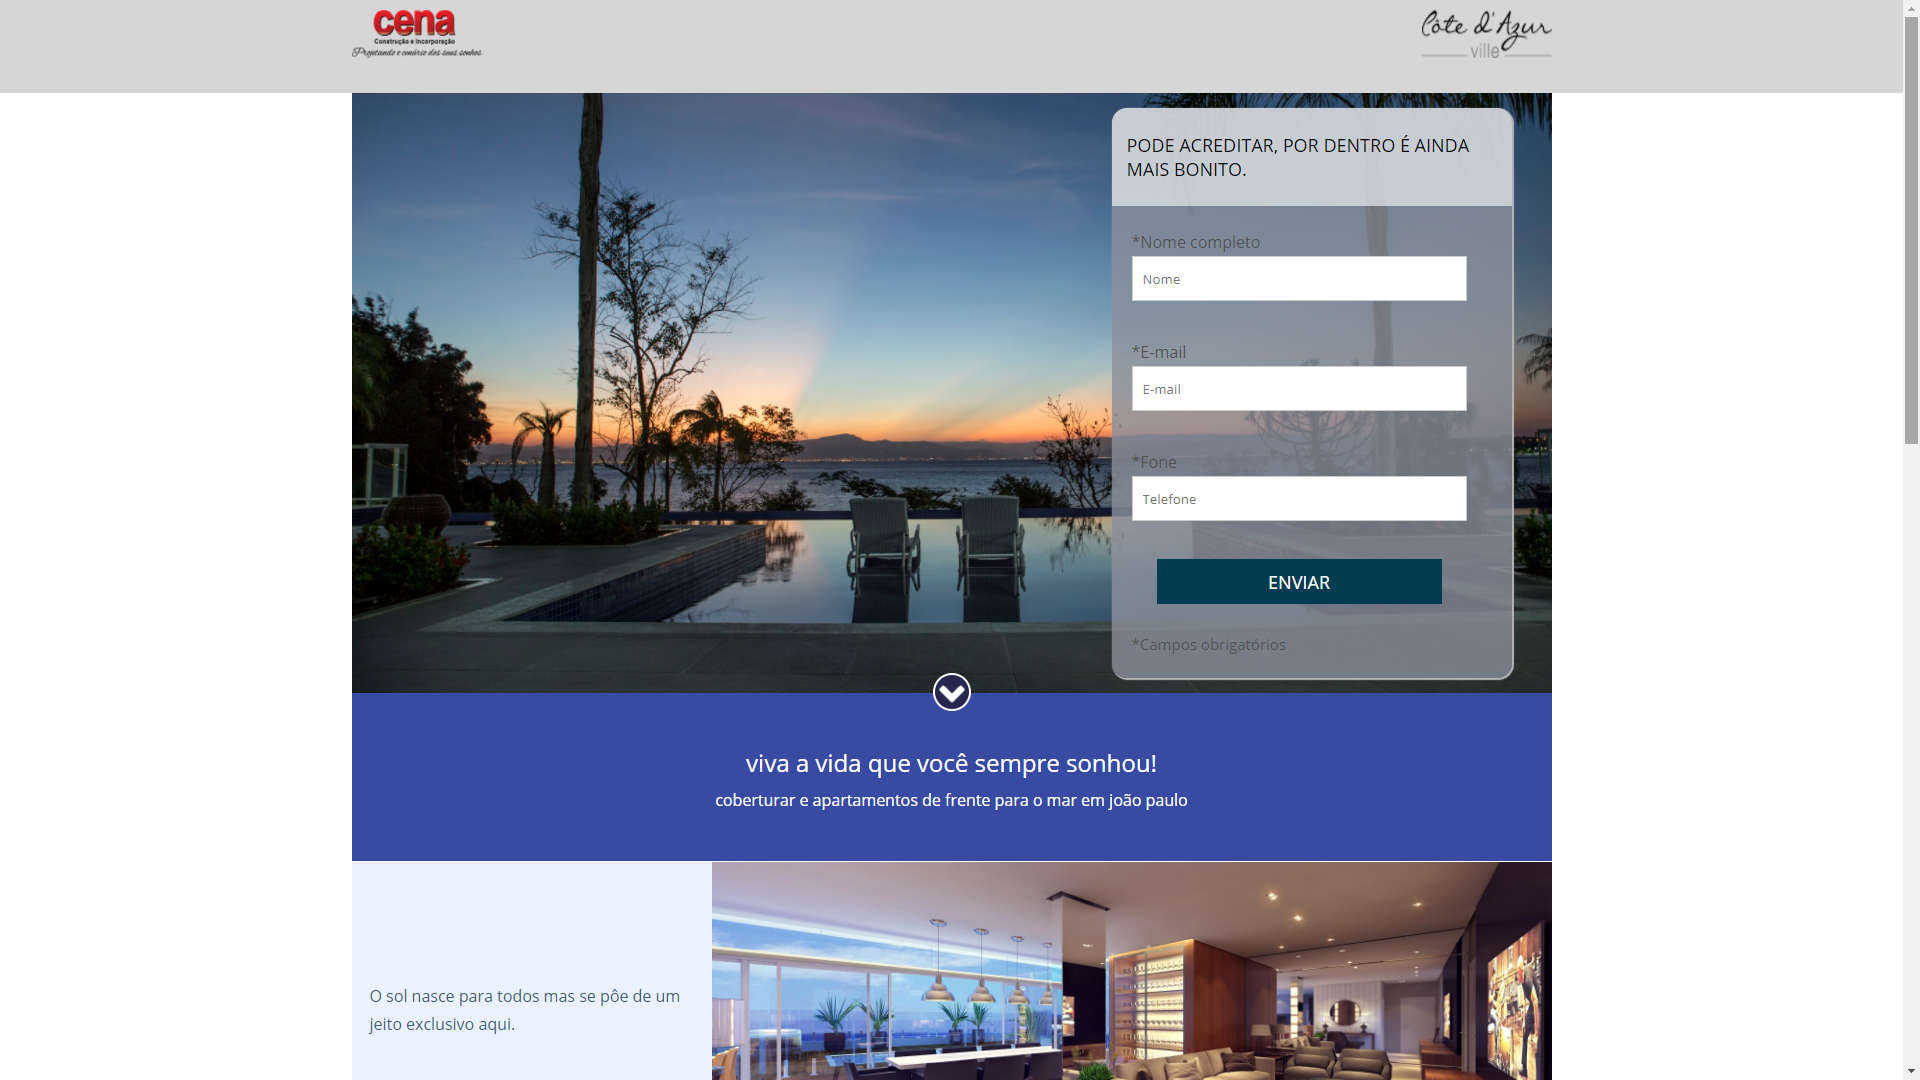 cena
Construção e Incorporação
Projetando o cenário dos seus sonhos
Côte d'Azur
ville
PODE ACREDITAR, POR DENTRO É AINDA
MAIS BONITO.
*Nome completo
Nome
*E-mail
E-mail
*Fone
Telefone
ENVIAR
*Campos obrigatórios
viva a vida que você sempre sonhou!
coberturar e apartamentos de frente para o mar em joão paulo
O sol nasce para todos mas se pôe de um
jeito exclusivo aqui.